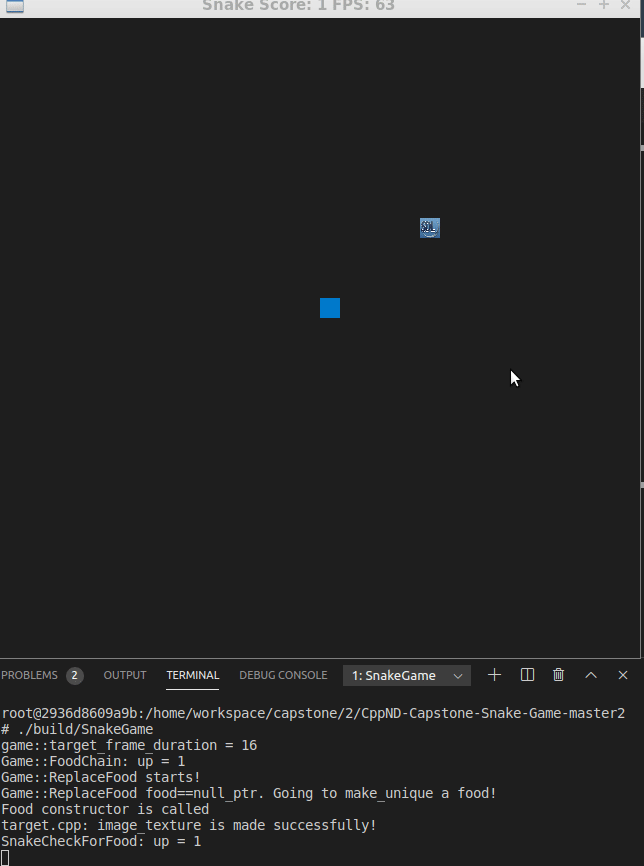 Snake Score: 1 FPS: 63
PROBLEMS 2 OUTPUT TERMINAL DEBUG CONSOLE 1: SnakeGame
root@2936d8609a9b:/home/workspace/capstone/2/CppND-Capstone-Snake-Game-master2
# ./build/SnakeGame
game::target_frame_duration = 16
Game::FoodChain: up = 1
Game::ReplaceFood starts!
Game::ReplaceFood food==null_ptr. Going to make_unique a food!
Food constructor is called
target.cpp: image_texture is made successfully!
SnakeCheckForFood: up = 1